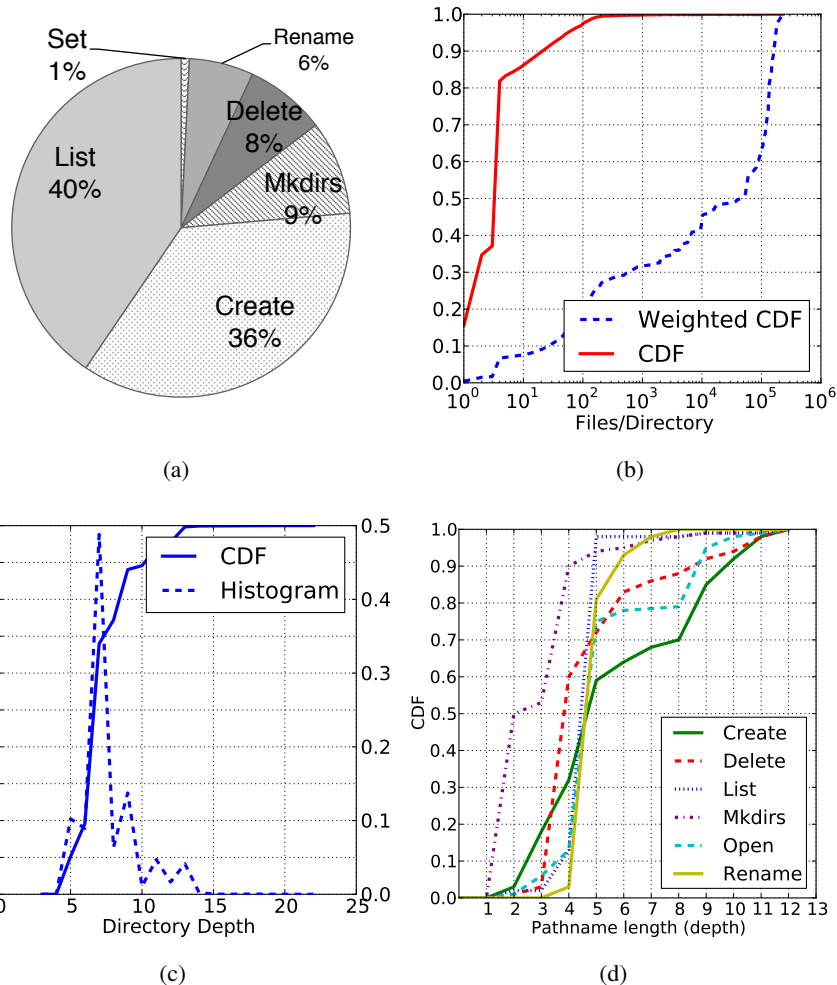 Set
1%
Rename
6%
Delete
8%
List
40%
Mkdirs
9%
Create
36%
(a)
1.0
0.9
0.8
0.7
0.6
0.5
0.4
0.3
0.2
0.1
0.0
Weighted CDF
CDF
10^0
10^1
10^2
10^3
10^4
10^5
10^6
Files/Directory
(b)
CDF
Histogram
0.5
0.4
0.3
0.2
0.1
0.0
0
5
10
15
20
25
Directory Depth
(c)
CDF
1.0
0.9
0.8
0.7
0.6
0.5
0.4
0.3
0.2
0.1
0.0
Create
Delete
List
Mkdirs
Open
Rename
1 2 3 4 5 6 7 8 9 10 11 12 13
Pathname length (depth)
(d)